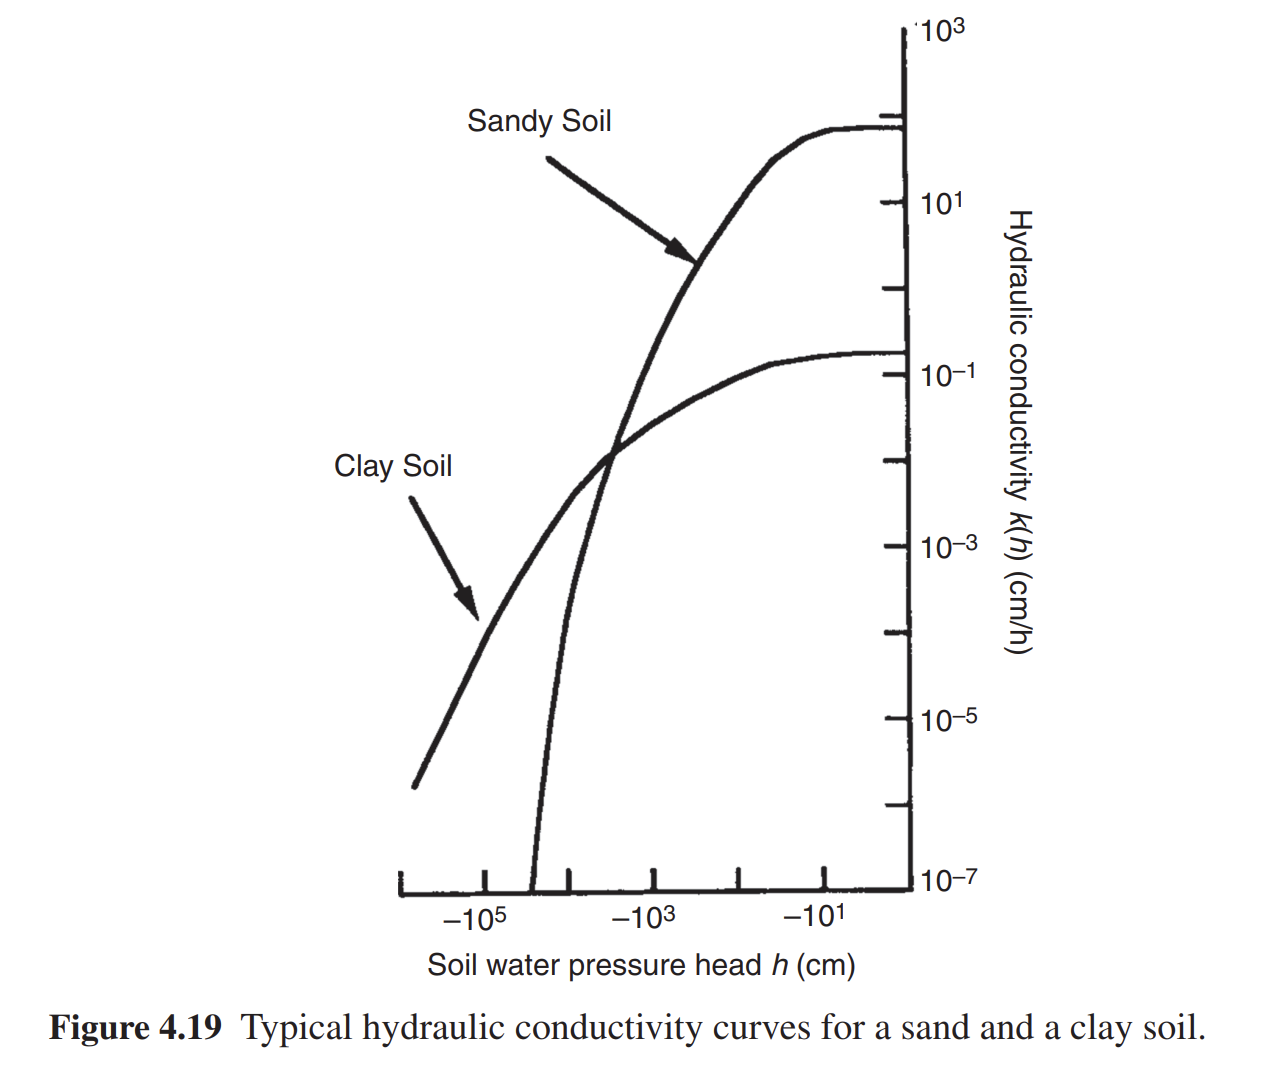 10³
Sandy Soil
10¹
Hydraulic conductivity k(h) (cm/h)
10–1
Clay Soil
10–3
10–5
10–7
–10⁵
–10³
–10¹
Soil water pressure head h (cm)
Figure 4.19 Typical hydraulic conductivity curves for a sand and a clay soil.